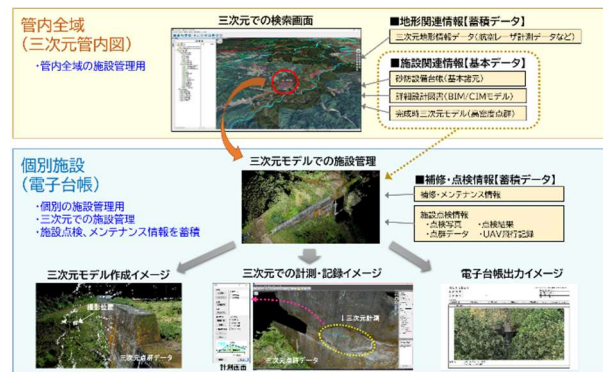 管内全域
(三次元管内図)
・管内全域の施設管理用
三次元での検索画面
■地形関連情報【蓄積データ】
三次元地形情報データ(航空レーザ計測データなど)
■施設関連情報【基本データ】
砂防設備台帳(基本諸元)
詳細設計図書(BIM/CIMモデル)
完成時三次元モデル(高密度点群)
個別施設
(電子台帳)
・個別の施設管理用
・三次元での施設管理
・施設点検、メンテナンス情報を蓄積
三次元モデルでの施設管理
■補修・点検情報【蓄積データ】
補修・メンテナンス情報
施設点検情報
・点検写真 ・点検結果
・点群データ ・UAV飛行記録
三次元モデル作成イメージ
撮影位置
三次元点群データ
三次元での計測・記録イメージ
↓三次元計測
三次元点群データ
計測画面
電子台帳出力イメージ